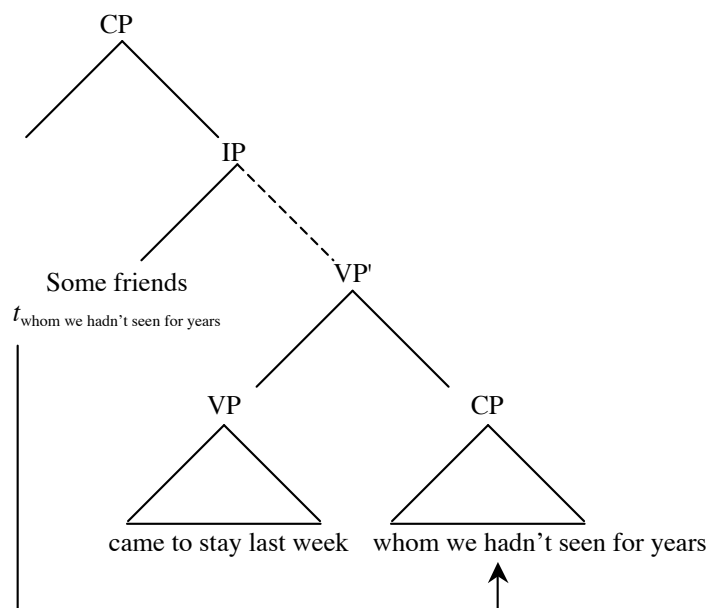 CP
IP
Some friends
VP'
t whom we hadn’t seen for years
VP
CP
came to stay last week
whom we hadn’t seen for years